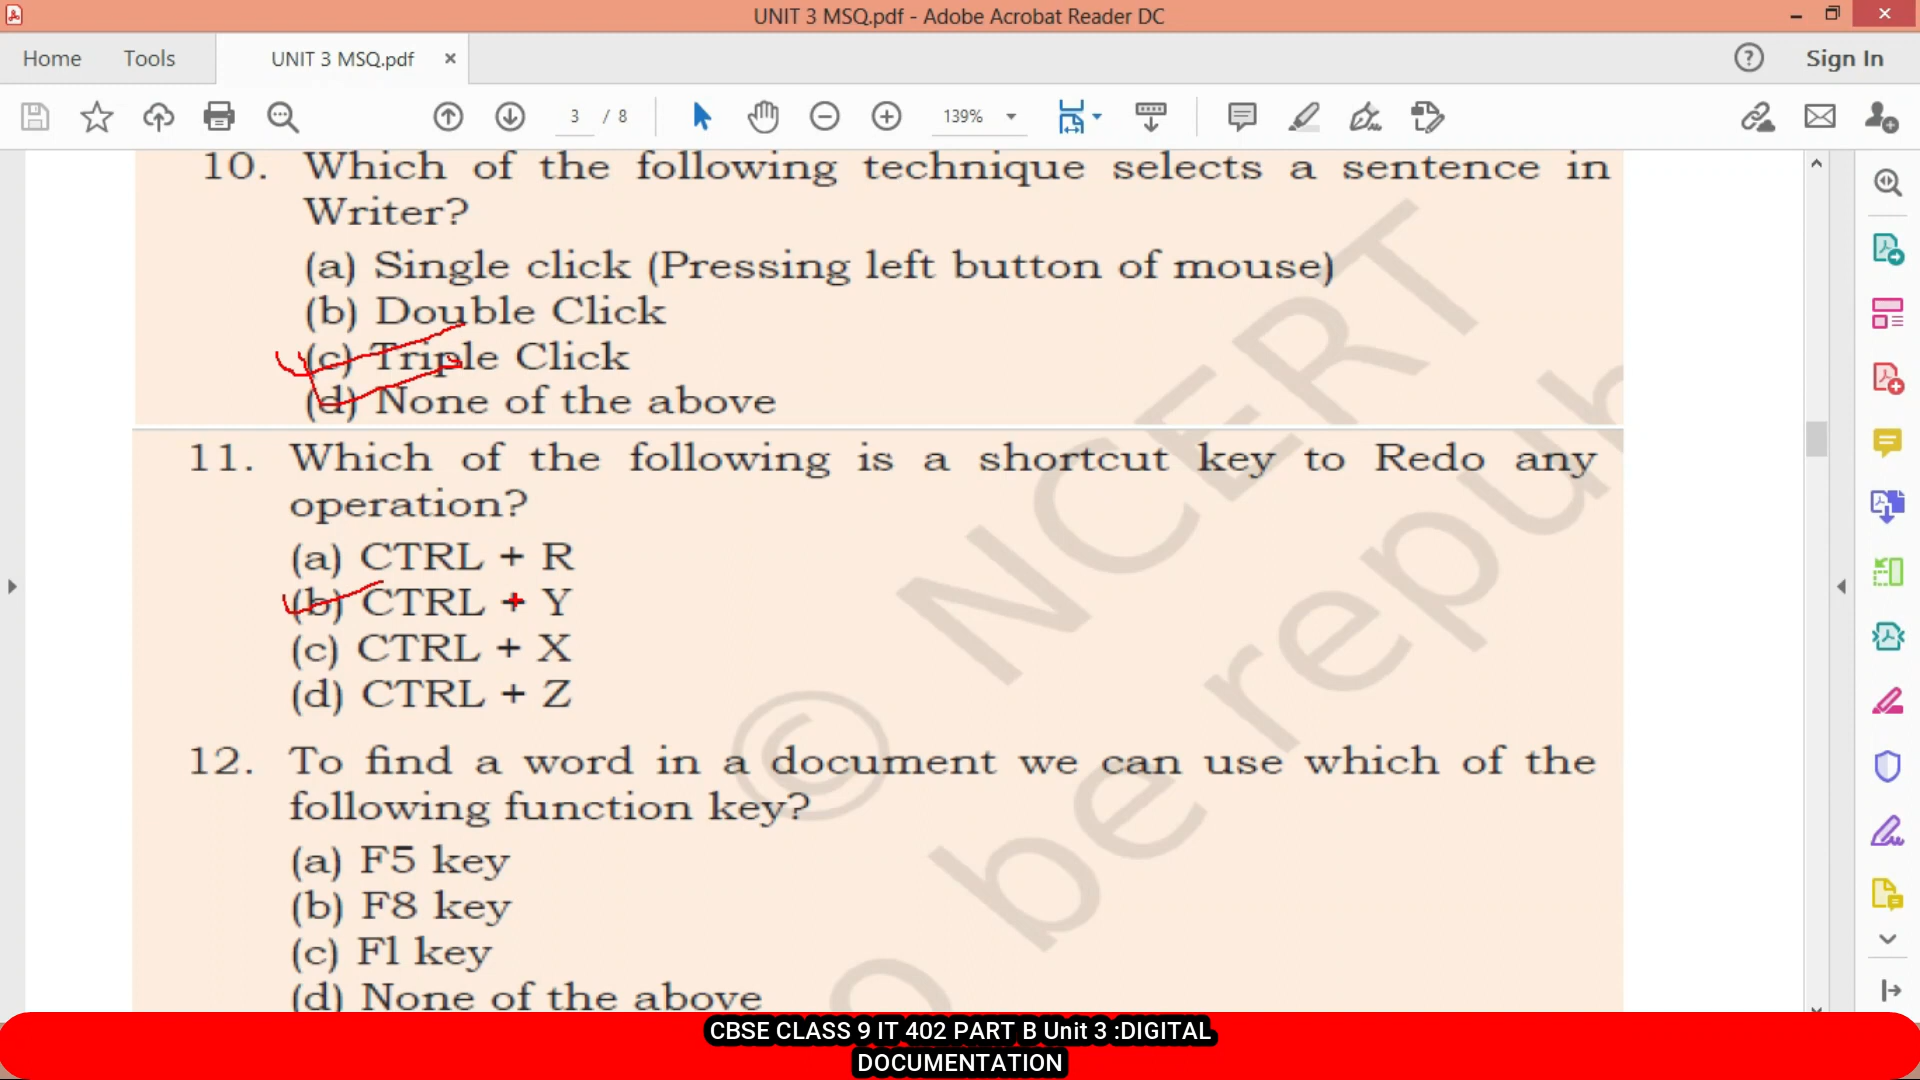 UNIT 3 MSQ.pdf - Adobe Acrobat Reader DC
Home Tools UNIT 3 MSQ.pdf × Sign In
3 / 8 139%
10. Which of the following technique selects a sentence in
Writer?
(a) Single click (Pressing left button of mouse)
(b) Double Click
(c) Triple Click
(d) None of the above
11. Which of the following is a shortcut key to Redo any
operation?
(a) CTRL + R
(b) CTRL + Y
(c) CTRL + X
(d) CTRL + Z
12. To find a word in a document we can use which of the
following function key?
(a) F5 key
(b) F8 key
(c) Fl key
(d) None of the above
© NCERT
o be repub
CBSE CLASS 9 IT 402 PART B Unit 3 :DIGITAL
DOCUMENTATION